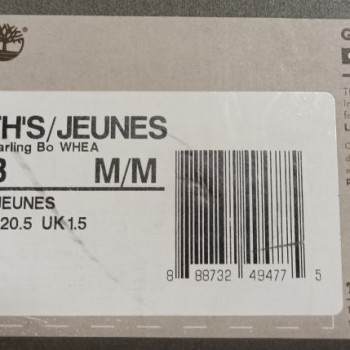 TH'S/JEUNES
arling Bo WHEA
M/M
JEUNES
20.5 UK 1.5
8 88732 49477 5